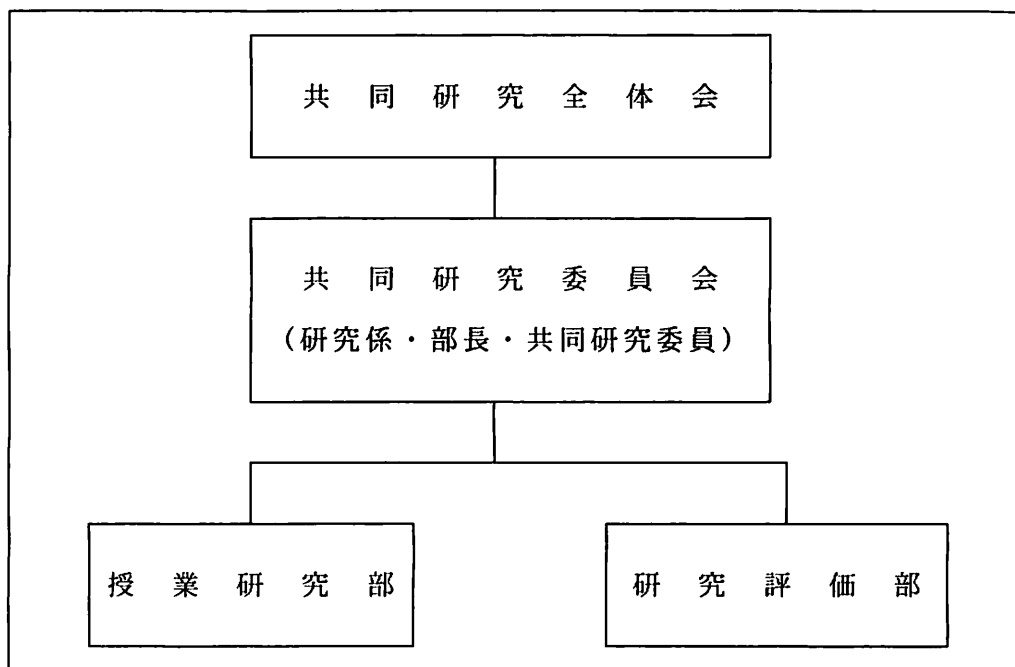 共同研究全体会
共同研究委員会
(研究係・部長・共同研究委員)
授業研究部
研究評価部